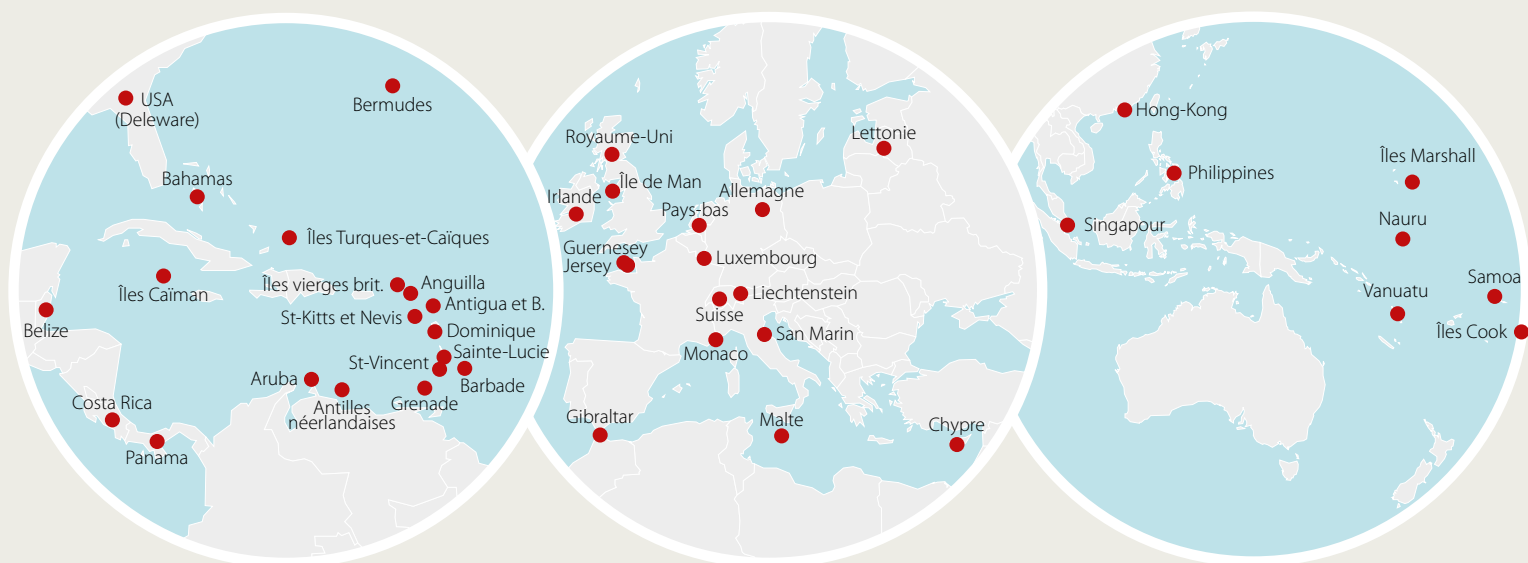 USA
(Deleware)
Bermudes
Bahamas
Îles Turques-et-Caïques
Îles Caïman
Belize
Îles vierges brit.
Anguilla
Antigua et B.
St-Kitts et Nevis
Dominique
Sainte-Lucie
St-Vincent
Barbade
Grenade
Aruba
Antilles
néerlandaises
Costa Rica
Panama
Royaume-Uni
Lettonie
Île de Man
Irlande
Allemagne
Pays-bas
Guernesey
Jersey
Luxembourg
Liechtenstein
Suisse
San Marin
Monaco
Gibraltar
Malte
Chypre
Hong-Kong
Îles Marshall
Philippines
Singapour
Nauru
Samoa
Vanuatu
Îles Cook